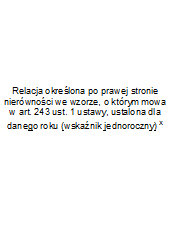 Relacja określona po prawej stronie
nierówności we wzorze, o którym mowa
w art. 243 ust. 1 ustawy, ustalona dla
danego roku (wskaźnik jednoroczny) x